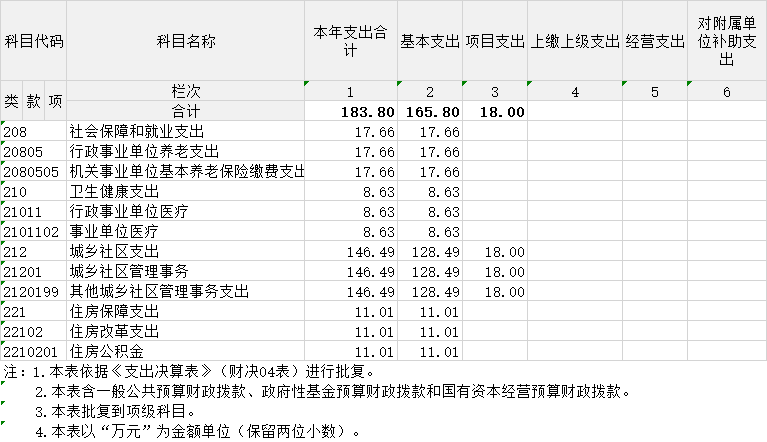 科目代码 科目名称 本年支出合计 基本支出 项目支出 上缴上级支出 经营支出 对附属单位补助支出
类 款 项 栏次 1 2 3 4 5 6
合计 183.80 165.80 18.00
208 社会保障和就业支出 17.66 17.66
20805 行政事业单位养老支出 17.66 17.66
2080505 机关事业单位基本养老保险缴费支出 17.66 17.66
210 卫生健康支出 8.63 8.63
21011 行政事业单位医疗 8.63 8.63
2101102 事业单位医疗 8.63 8.63
212 城乡社区支出 146.49 128.49 18.00
21201 城乡社区管理事务 146.49 128.49 18.00
2120199 其他城乡社区管理事务支出 146.49 128.49 18.00
221 住房保障支出 11.01 11.01
22102 住房改革支出 11.01 11.01
2210201 住房公积金 11.01 11.01
注：1.本表依据《支出决算表》（财决04表）进行批复。
2.本表含一般公共预算财政拨款、政府性基金预算财政拨款和国有资本经营预算财政拨款。
3.本表批复到项级科目。
4.本表以“万元”为金额单位（保留两位小数）。